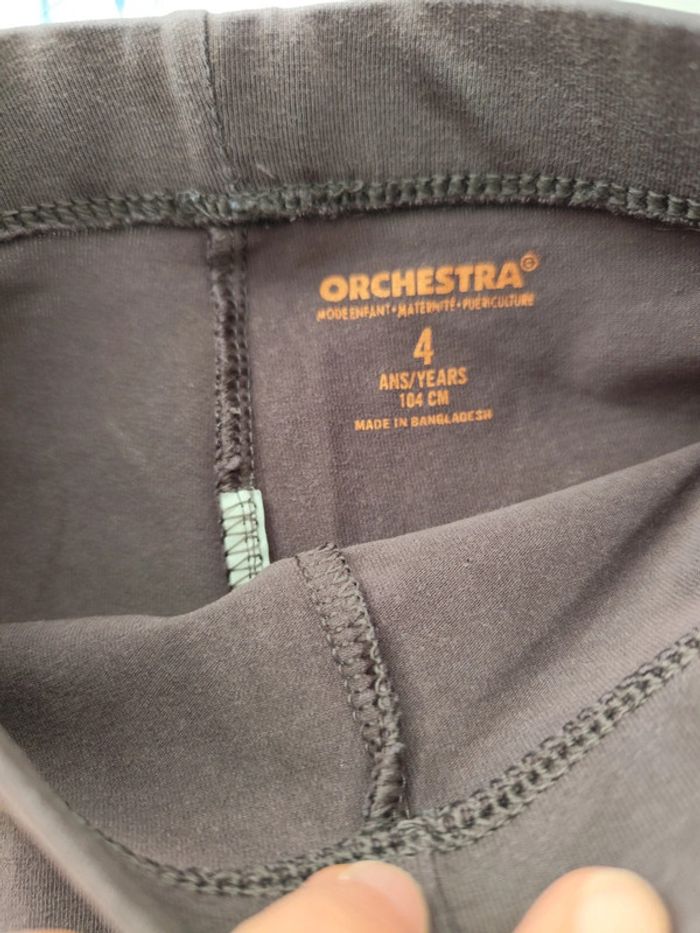 ORCHESTRA®
MODE ENFANT • MATERNITÉ • PUÉRICULTURE
4
ANS/YEARS
104 CM
MADE IN BANGLADESH